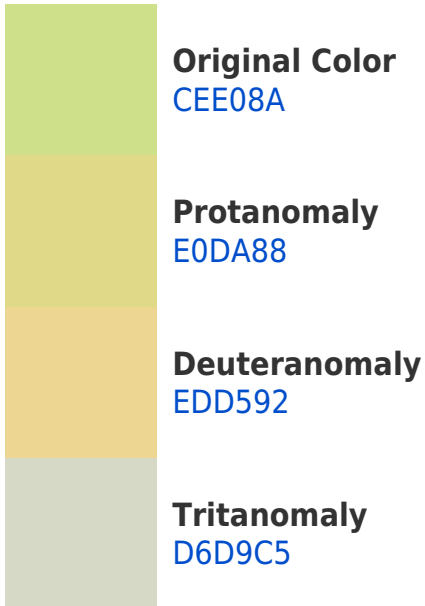 Original Color
CEE08A
Protanomaly
E0DA88
Deuteranomaly
EDD592
Tritanomaly
D6D9C5